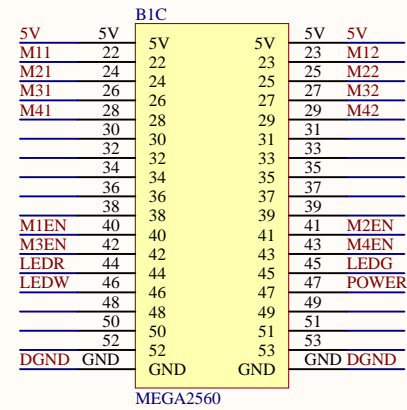 B1C
5V 5V 5V 5V 5V 5V
M11 22 22 23 23 M12
M21 24 24 25 25 M22
M31 26 26 27 27 M32
M41 28 28 29 29 M42
30 30 31 31
32 32 33 33
34 34 35 35
36 36 37 37
38 38 39 39
M1EN 40 40 41 41 M2EN
M3EN 42 42 43 43 M4EN
LEDR 44 44 45 45 LEDG
LEDW 46 46 47 47 POWER
48 48 49 49
50 50 51 51
52 52 53 53
DGND GND GND GND GND DGND
MEGA2560